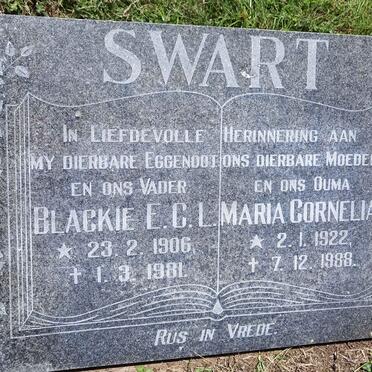 SWART
IN LIEFDEVOLLE HERINNERING AAN
MY DIERBARE EGGENOOT
EN ONS VADER
BLACKIE E.C.L.
★ 23. 2. 1906.
† 1. 3. 1981.
ONS DIERBARE MOEDER
EN ONS OUMA
MARIA CORNELIA
★ 2. 1. 1922.
† 7. 12. 1988.
RUS IN VREDE.